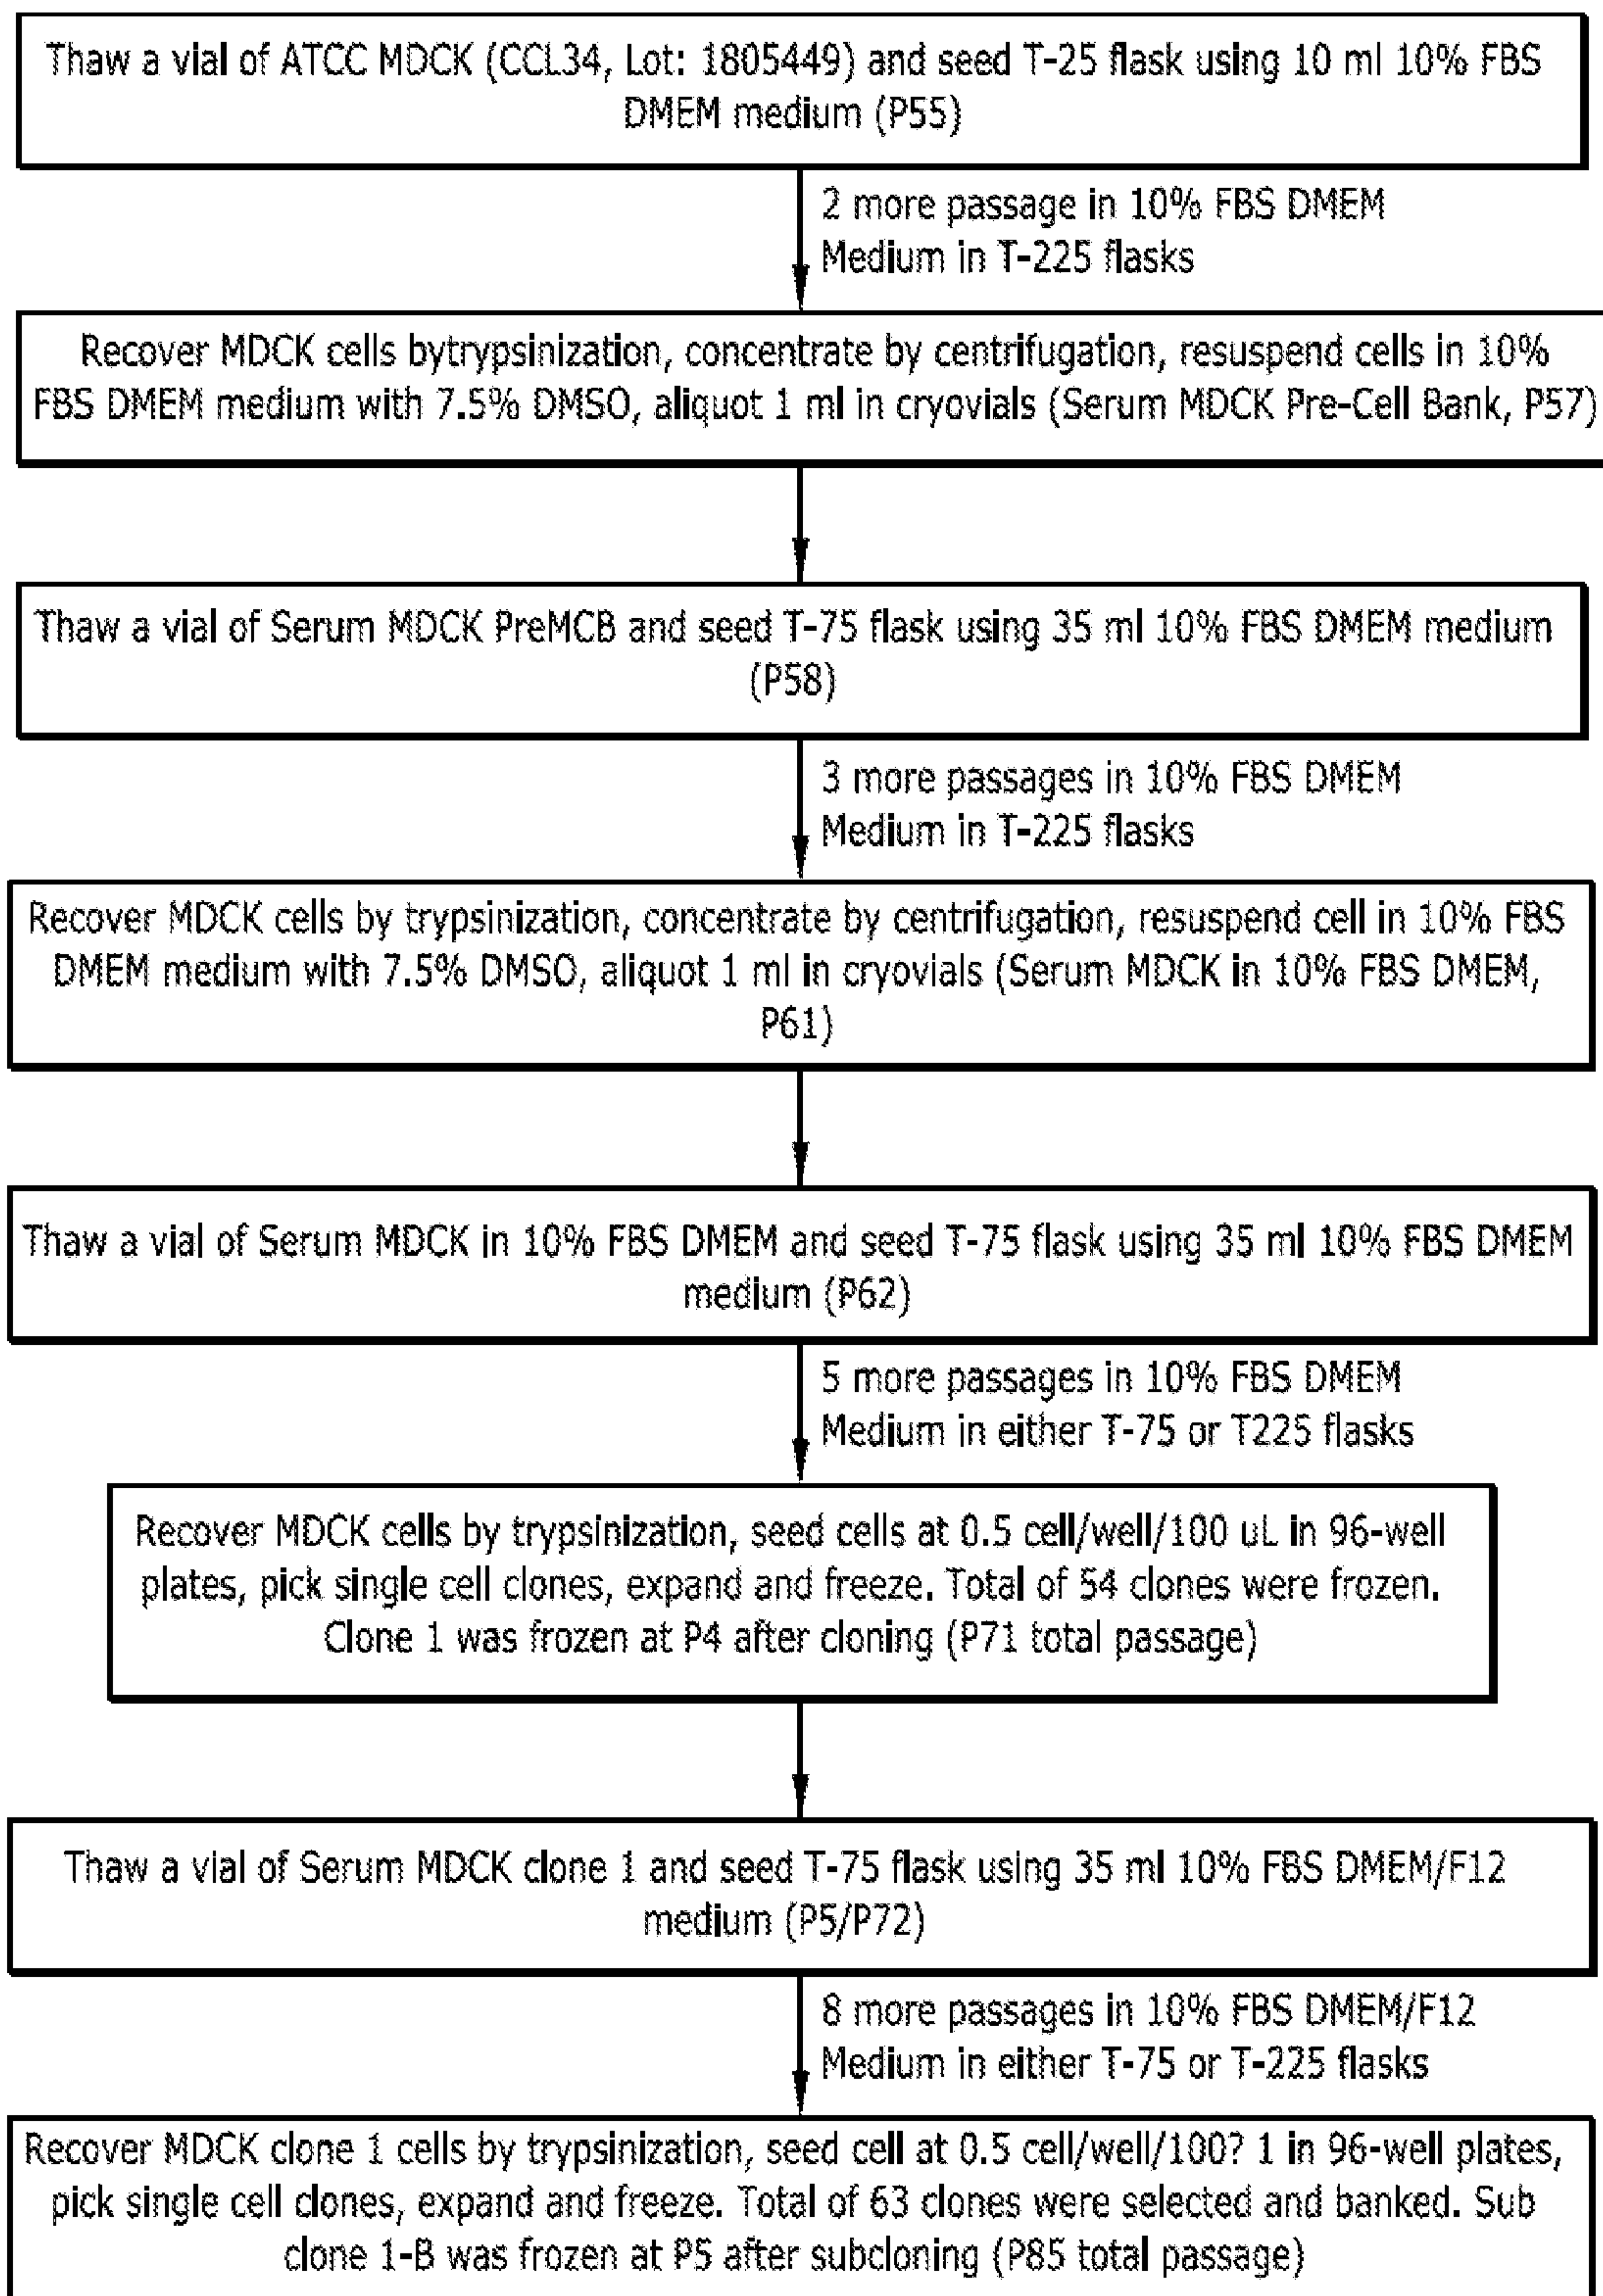 Thaw a vial of ATCC MDCK (CCL34, Lot: 1805449) and seed T-25 flask using 10 ml 10% FBS
DMEM medium (P55)
2 more passage in 10% FBS DMEM
Medium in T-225 flasks
Recover MDCK cells bytrypsinization, concentrate by centrifugation, resuspend cells in 10%
FBS DMEM medium with 7.5% DMSO, aliquot 1 ml in cryovials (Serum MDCK Pre-Cell Bank, P57)
Thaw a vial of Serum MDCK PreMCB and seed T-75 flask using 35 ml 10% FBS DMEM medium
(P58)
3 more passages in 10% FBS DMEM
Medium in T-225 flasks
Recover MDCK cells by trypsinization, concentrate by centrifugation, resuspend cell in 10% FBS
DMEM medium with 7.5% DMSO, aliquot 1 ml in cryovials (Serum MDCK in 10% FBS DMEM,
P61)
Thaw a vial of Serum MDCK in 10% FBS DMEM and seed T-75 flask using 35 ml 10% FBS DMEM
medium (P62)
5 more passages in 10% FBS DMEM
Medium in either T-75 or T225 flasks
Recover MDCK cells by trypsinization, seed cells at 0.5 cell/well/100 uL in 96-well
plates, pick single cell clones, expand and freeze. Total of 54 clones were frozen.
Clone 1 was frozen at P4 after cloning (P71 total passage)
Thaw a vial of Serum MDCK clone 1 and seed T-75 flask using 35 ml 10% FBS DMEM/F12
medium (P5/P72)
8 more passages in 10% FBS DMEM/F12
Medium in either T-75 or T-225 flasks
Recover MDCK clone 1 cells by trypsinization, seed cell at 0.5 cell/well/100? 1 in 96-well plates,
pick single cell clones, expand and freeze. Total of 63 clones were selected and banked. Sub
clone 1-B was frozen at P5 after subcloning (P85 total passage)